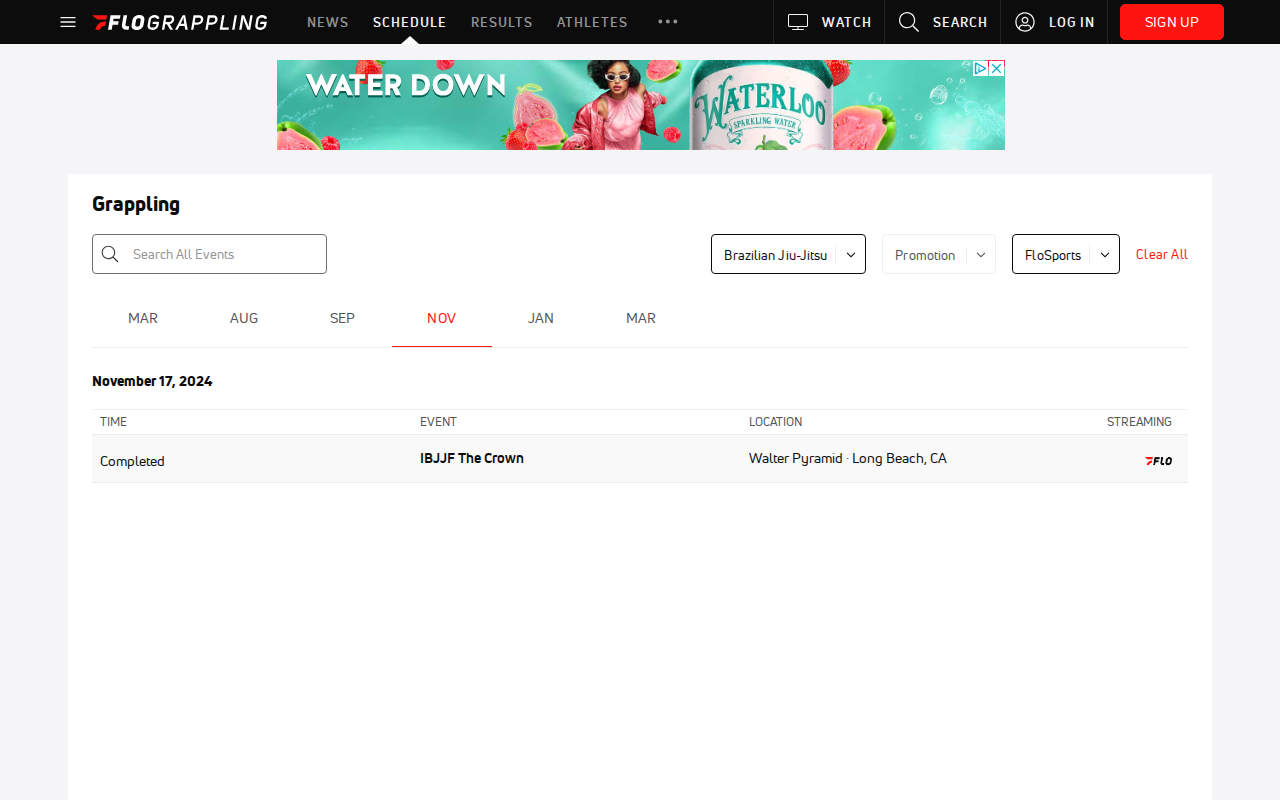 FLOGRAPPLING NEWS SCHEDULE RESULTS ATHLETES WATCH SEARCH LOG IN SIGN UP
WATER DOWN
WATERLOO
SPARKLING WATER
Grappling
Search All Events Brazilian Jiu-Jitsu Promotion FloSports Clear All
MAR AUG SEP NOV JAN MAR
November 17, 2024
TIME EVENT LOCATION STREAMING
Completed IBJJF The Crown Walter Pyramid · Long Beach, CA FLO